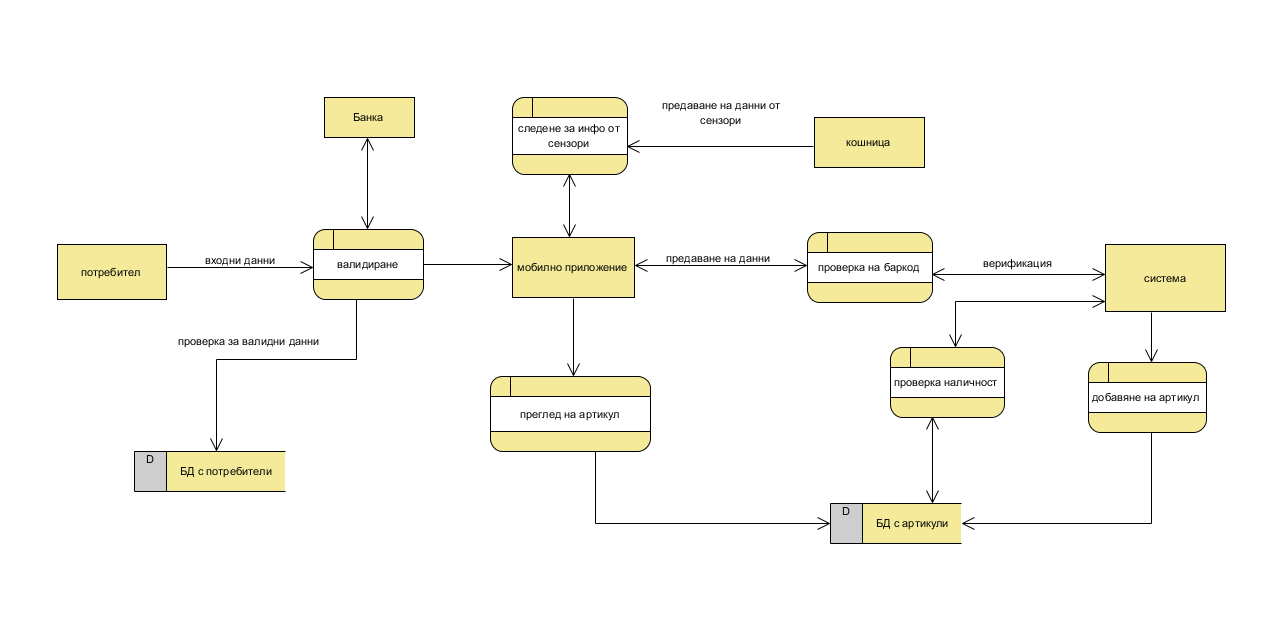 предаване на данни от
сензори
Банка
следене за инфо от
сензори
кошница
потребител
входни данни
валидиране
мобилно приложение
предаване на данни
проверка на баркод
верификация
система
проверка за валидни данни
преглед на артикул
проверка наличност
добавяне на артикул
D
БД с потребители
D
БД с артикули